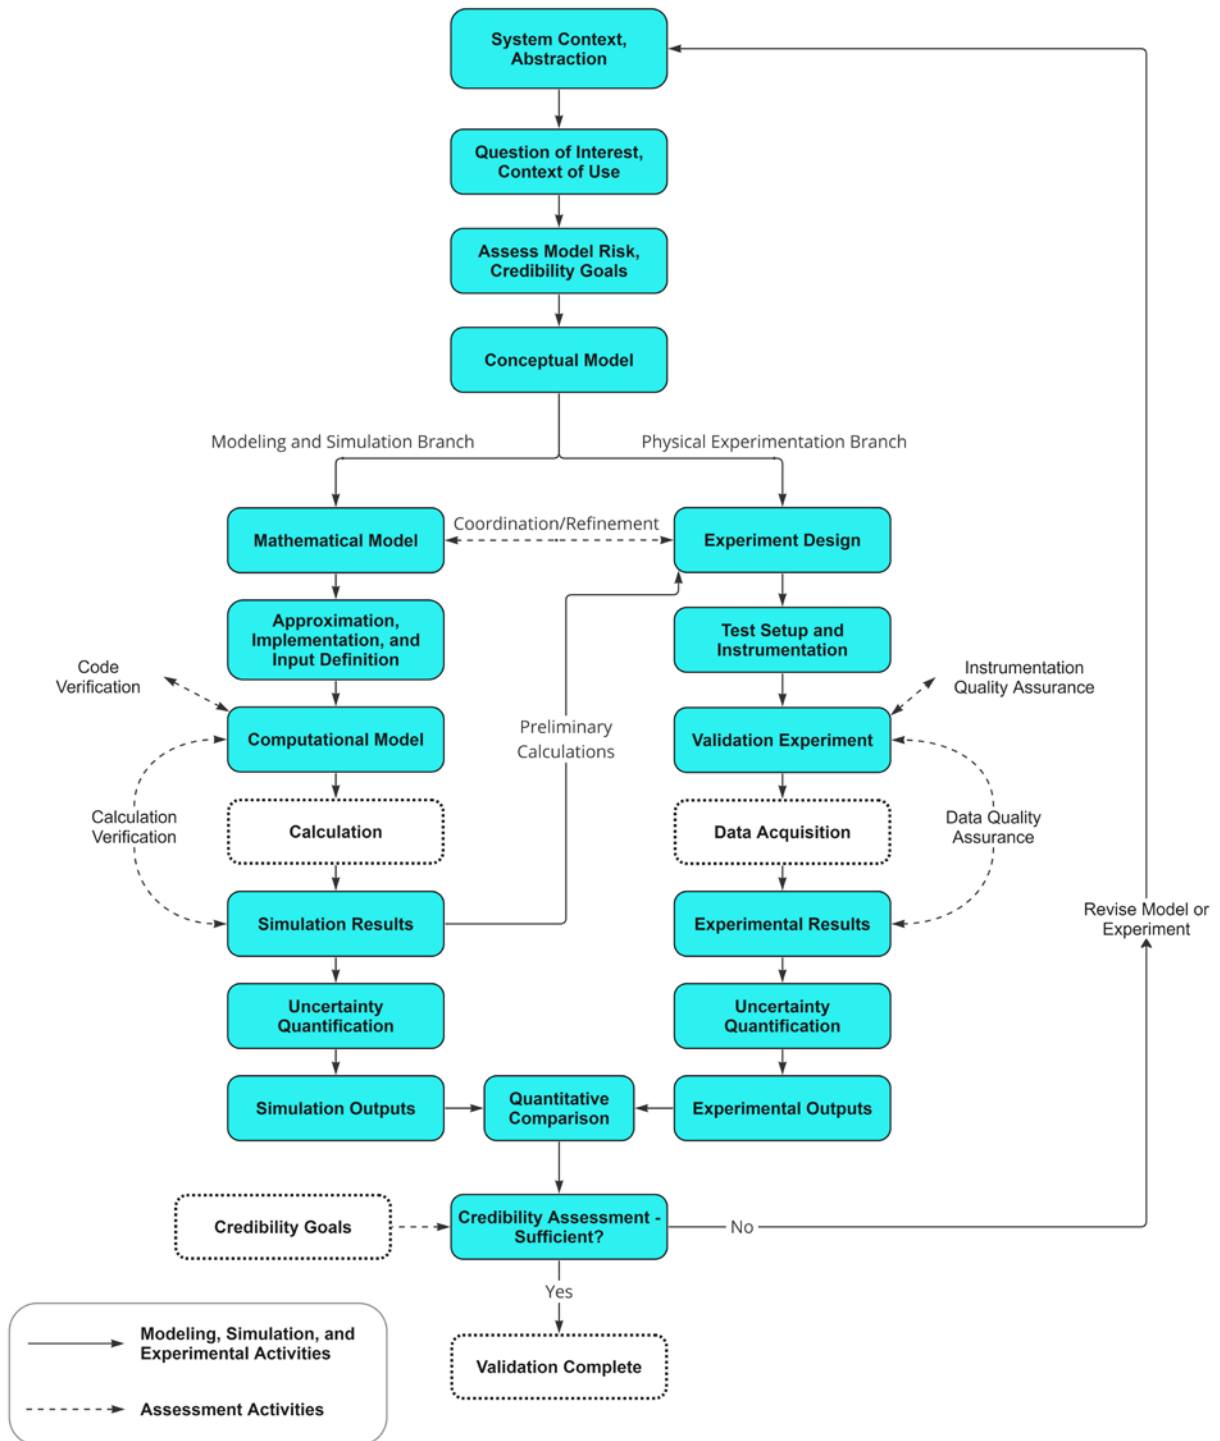 System Context,
Abstraction
Question of Interest,
Context of Use
Assess Model Risk,
Credibility Goals
Conceptual Model
Modeling and Simulation Branch
Physical Experimentation Branch
Mathematical Model
Coordination/Refinement
Experiment Design
Approximation,
Implementation, and
Input Definition
Test Setup and
Instrumentation
Code
Verification
Instrumentation
Quality Assurance
Computational Model
Preliminary
Calculations
Validation Experiment
Calculation
Verification
Calculation
Data Acquisition
Data Quality
Assurance
Simulation Results
Experimental Results
Revise Model or
Experiment
Uncertainty
Quantification
Uncertainty
Quantification
Simulation Outputs
Quantitative
Comparison
Experimental Outputs
Credibility Goals
Credibility Assessment -
Sufficient?
No
Yes
Validation Complete
Modeling, Simulation, and
Experimental Activities
Assessment Activities